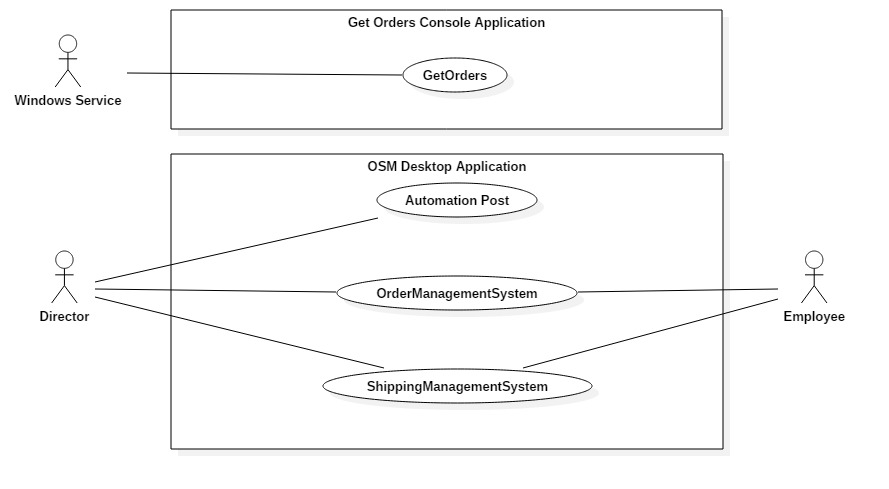 Get Orders Console Application
GetOrders
Windows Service
OSM Desktop Application
Automation Post
OrderManagementSystem
Director
Employee
ShippingManagementSystem